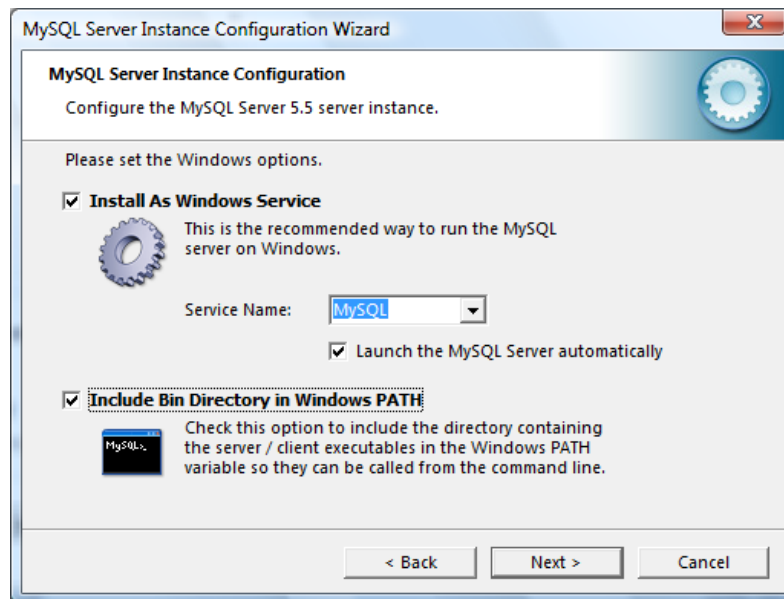 MySQL Server Instance Configuration Wizard
MySQL Server Instance Configuration
Configure the MySQL Server 5.5 server instance.
Please set the Windows options.
Install As Windows Service
This is the recommended way to run the MySQL
server on Windows.
Service Name: MySQL
Launch the MySQL Server automatically
Include Bin Directory in Windows PATH
MySQL>_
Check this option to include the directory containing
the server / client executables in the Windows PATH
variable so they can be called from the command line.
< Back Next > Cancel